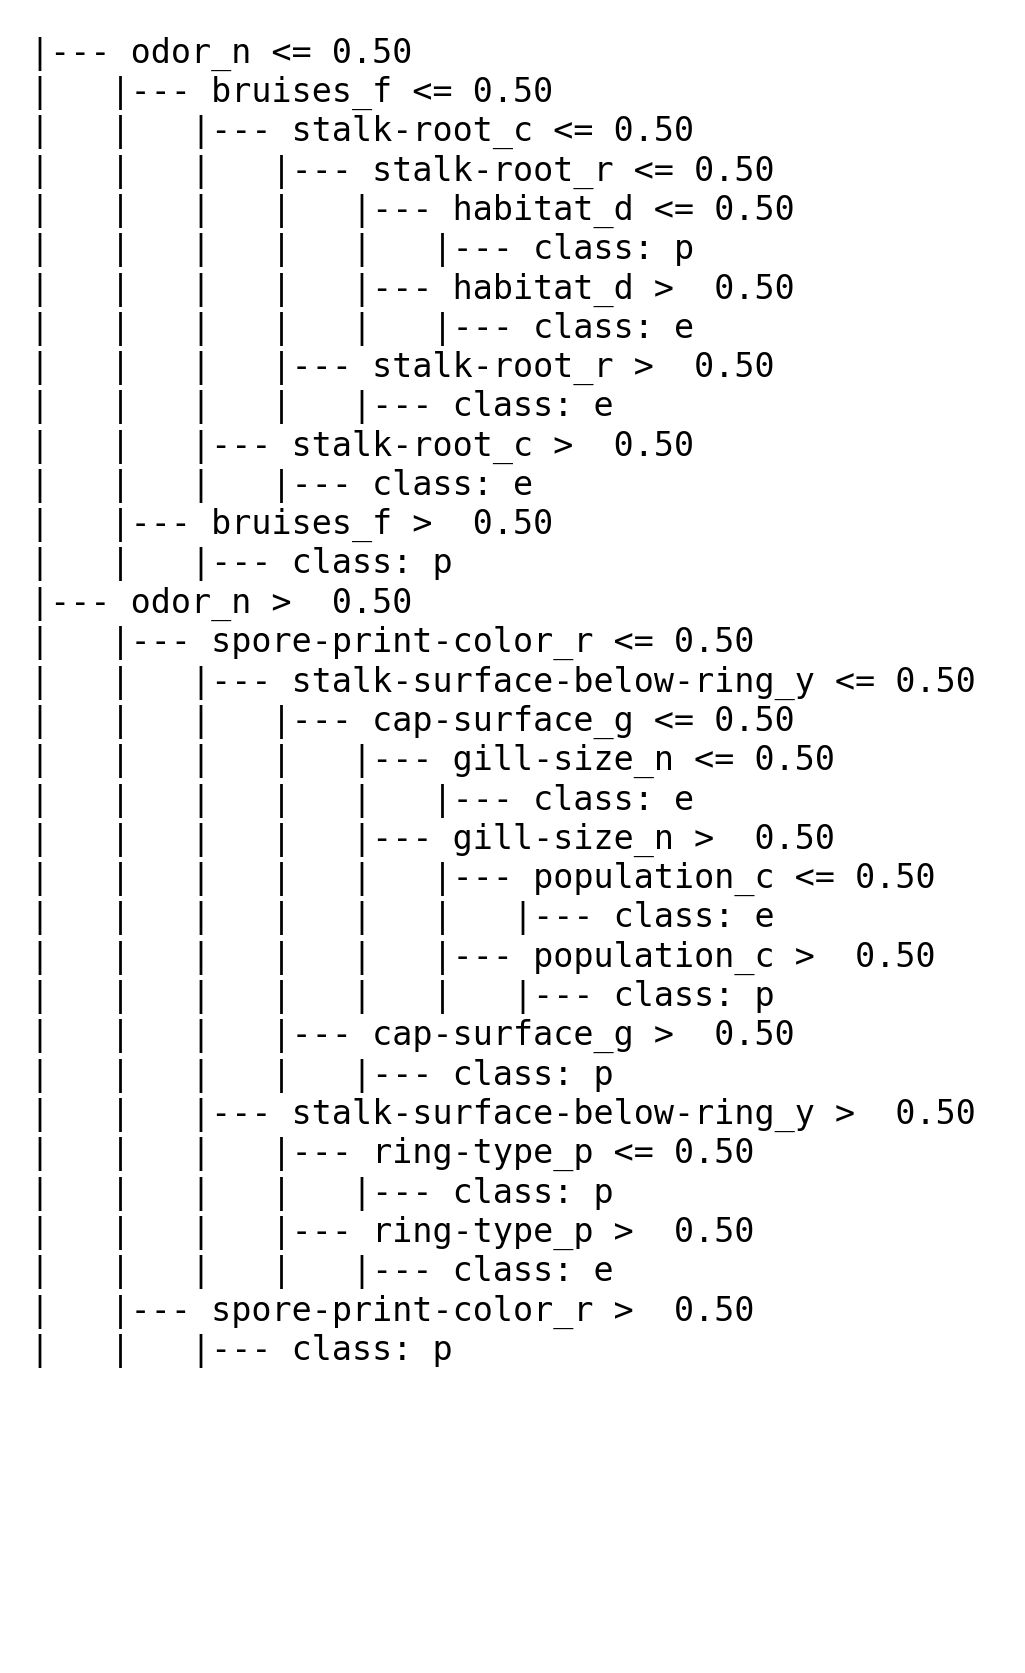 |--- odor_n <= 0.50
|   |--- bruises_f <= 0.50
|   |   |--- stalk-root_c <= 0.50
|   |   |   |--- stalk-root_r <= 0.50
|   |   |   |   |--- habitat_d <= 0.50
|   |   |   |   |   |--- class: p
|   |   |   |   |--- habitat_d >  0.50
|   |   |   |   |   |--- class: e
|   |   |   |--- stalk-root_r >  0.50
|   |   |   |   |--- class: e
|   |   |--- stalk-root_c >  0.50
|   |   |   |--- class: e
|   |--- bruises_f >  0.50
|   |   |--- class: p
|--- odor_n >  0.50
|   |--- spore-print-color_r <= 0.50
|   |   |--- stalk-surface-below-ring_y <= 0.50
|   |   |   |--- cap-surface_g <= 0.50
|   |   |   |   |--- gill-size_n <= 0.50
|   |   |   |   |   |--- class: e
|   |   |   |   |--- gill-size_n >  0.50
|   |   |   |   |   |--- population_c <= 0.50
|   |   |   |   |   |   |--- class: e
|   |   |   |   |   |--- population_c >  0.50
|   |   |   |   |   |   |--- class: p
|   |   |   |--- cap-surface_g >  0.50
|   |   |   |   |--- class: p
|   |   |--- stalk-surface-below-ring_y >  0.50
|   |   |   |--- ring-type_p <= 0.50
|   |   |   |   |--- class: p
|   |   |   |--- ring-type_p >  0.50
|   |   |   |   |--- class: e
|   |--- spore-print-color_r >  0.50
|   |   |--- class: p